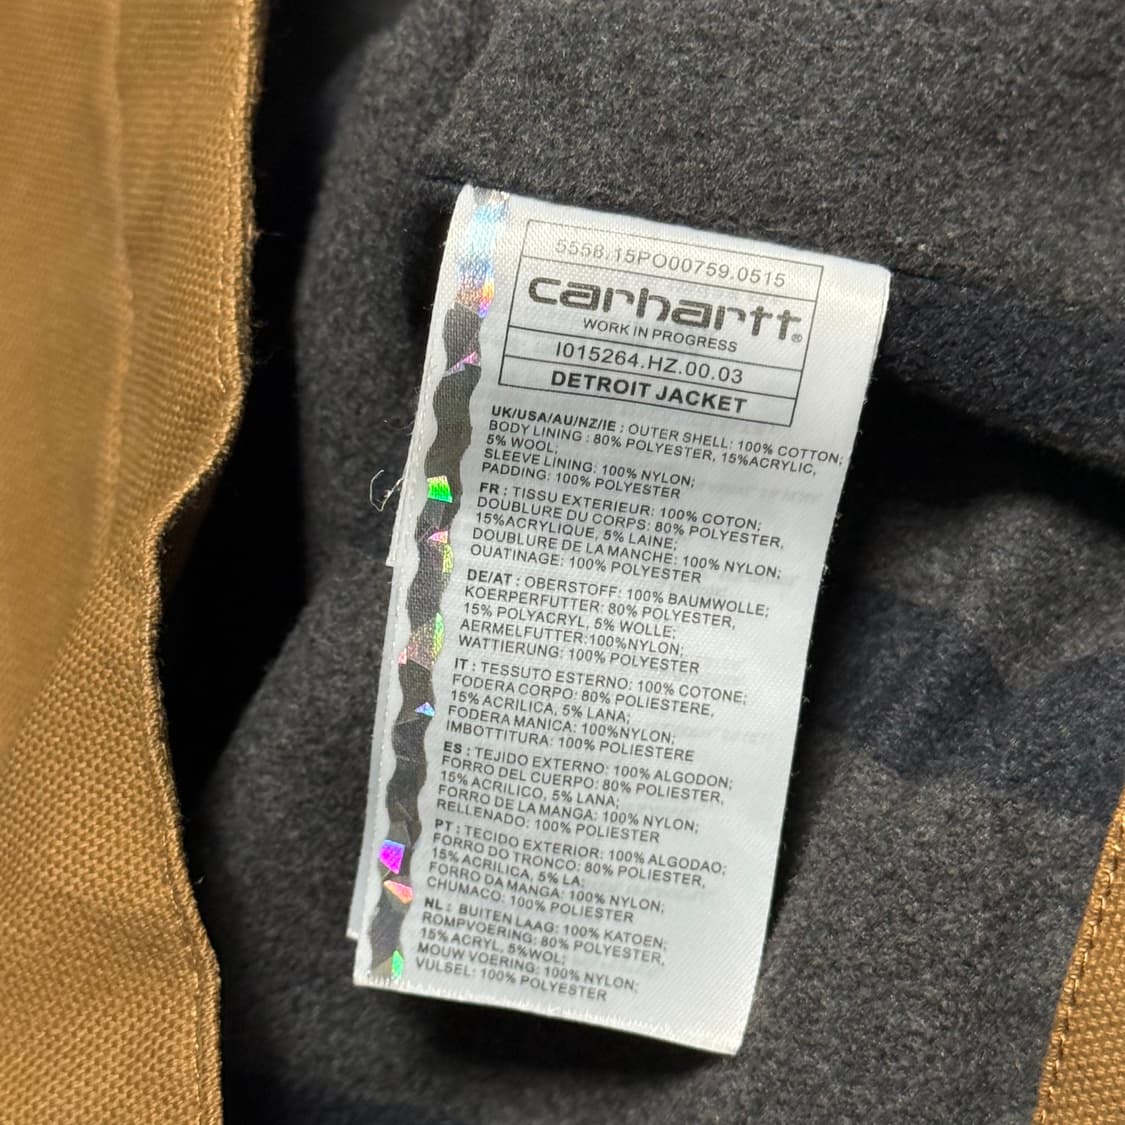 5558.15PO00759.0515
carhartt®
WORK IN PROGRESS
I015264.HZ.00.03
DETROIT JACKET
UK/USA/AU/NZ/IE : OUTER SHELL: 100% COTTON;
BODY LINING : 80% POLYESTER, 15%ACRYLIC,
5% WOOL;
SLEEVE LINING: 100% NYLON;
PADDING: 100% POLYESTER
FR : TISSU EXTERIEUR: 100% COTON;
DOUBLURE DU CORPS: 80% POLYESTER,
15%ACRYLIQUE, 5% LAINE;
DOUBLURE DE LA MANCHE: 100% NYLON;
OUATINAGE: 100% POLYESTER
DE/AT : OBERSTOFF: 100% BAUMWOLLE;
KOERPERFUTTER: 80% POLYESTER,
15% POLYACRYL, 5% WOLLE;
AERMELFUTTER:100%NYLON;
WATTIERUNG: 100% POLYESTER
IT : TESSUTO ESTERNO: 100% COTONE;
FODERA CORPO: 80% POLIESTERE,
15% ACRILICA, 5% LANA;
FODERA MANICA: 100%NYLON;
IMBOTTITURA: 100% POLIESTERE
ES : TEJIDO EXTERNO: 100% ALGODON;
FORRO DEL CUERPO: 80% POLIESTER,
15% ACRILICO, 5% LANA;
FORRO DE LA MANGA: 100% NYLON;
RELLENADO: 100% POLIESTER
PT : TECIDO EXTERIOR: 100% ALGODAO;
FORRO DO TRONCO: 80% POLIESTER,
15% ACRILICA, 5% LA;
FORRO DA MANGA: 100% NYLON;
CHUMACO: 100% POLIESTER
NL : BUITEN LAAG: 100% KATOEN;
ROMPVOERING: 80% POLYESTER,
15% ACRYL, 5%WOL;
MOUW VOERING: 100% NYLON;
VULSEL: 100% POLYESTER